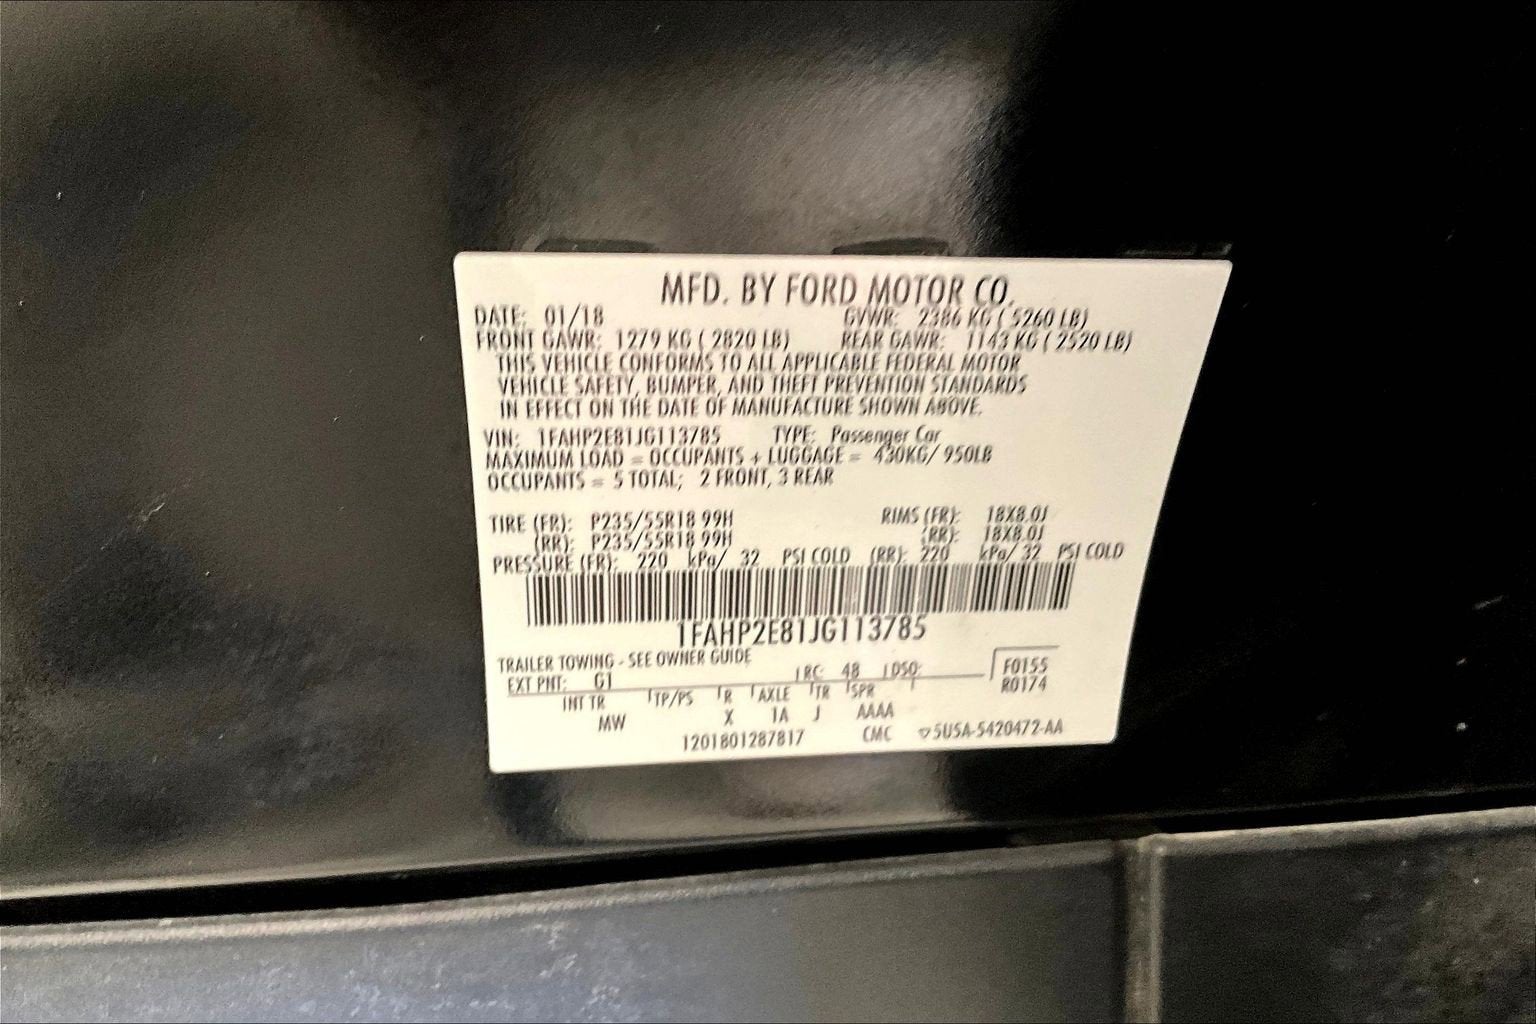 MFD. BY FORD MOTOR CO.
DATE: 01/18 GVWR: 2386 KG ( 5260 LB)
FRONT GAWR: 1279 KG ( 2820 LB) REAR GAWR: 1143 KG ( 2520 LB)
THIS VEHICLE CONFORMS TO ALL APPLICABLE FEDERAL MOTOR
VEHICLE SAFETY, BUMPER, AND THEFT PREVENTION STANDARDS
IN EFFECT ON THE DATE OF MANUFACTURE SHOWN ABOVE.
VIN: 1FAHP2E81JG113785 TYPE: Passenger Car
MAXIMUM LOAD = OCCUPANTS + LUGGAGE = 430KG/ 950LB
OCCUPANTS = 5 TOTAL; 2 FRONT, 3 REAR
TIRE (FR): P235/55R18 99H RIMS (FR): 18X8.0J
(RR): P235/55R18 99H (RR): 18X8.0J
PRESSURE (FR): 220 kPa/ 32 PSI COLD (RR): 220 kPa/ 32 PSI COLD
1FAHP2E81JG113785
TRAILER TOWING - SEE OWNER GUIDE
EXT PNT: G1 RC: 48 DSO: F0155
R0174
INT TR TP/PS R AXLE TR SPR
MW X 1A J AAAA
1201801287817 CMC ▽5U5A-5420472-AA